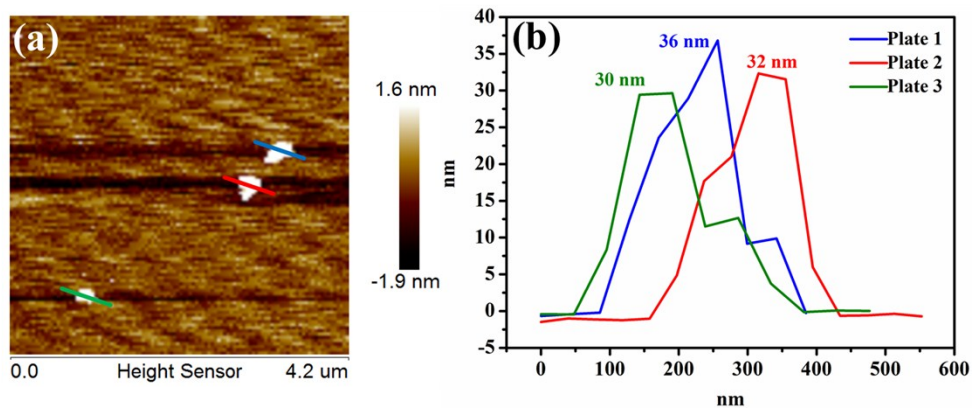 (a)
1.6 nm
-1.9 nm
0.0 Height Sensor 4.2 um
(b)
40
35
30
25
20
15
10
5
0
-5
nm
36 nm
32 nm
30 nm
Plate 1
Plate 2
Plate 3
0 100 200 300 400 500 600
nm